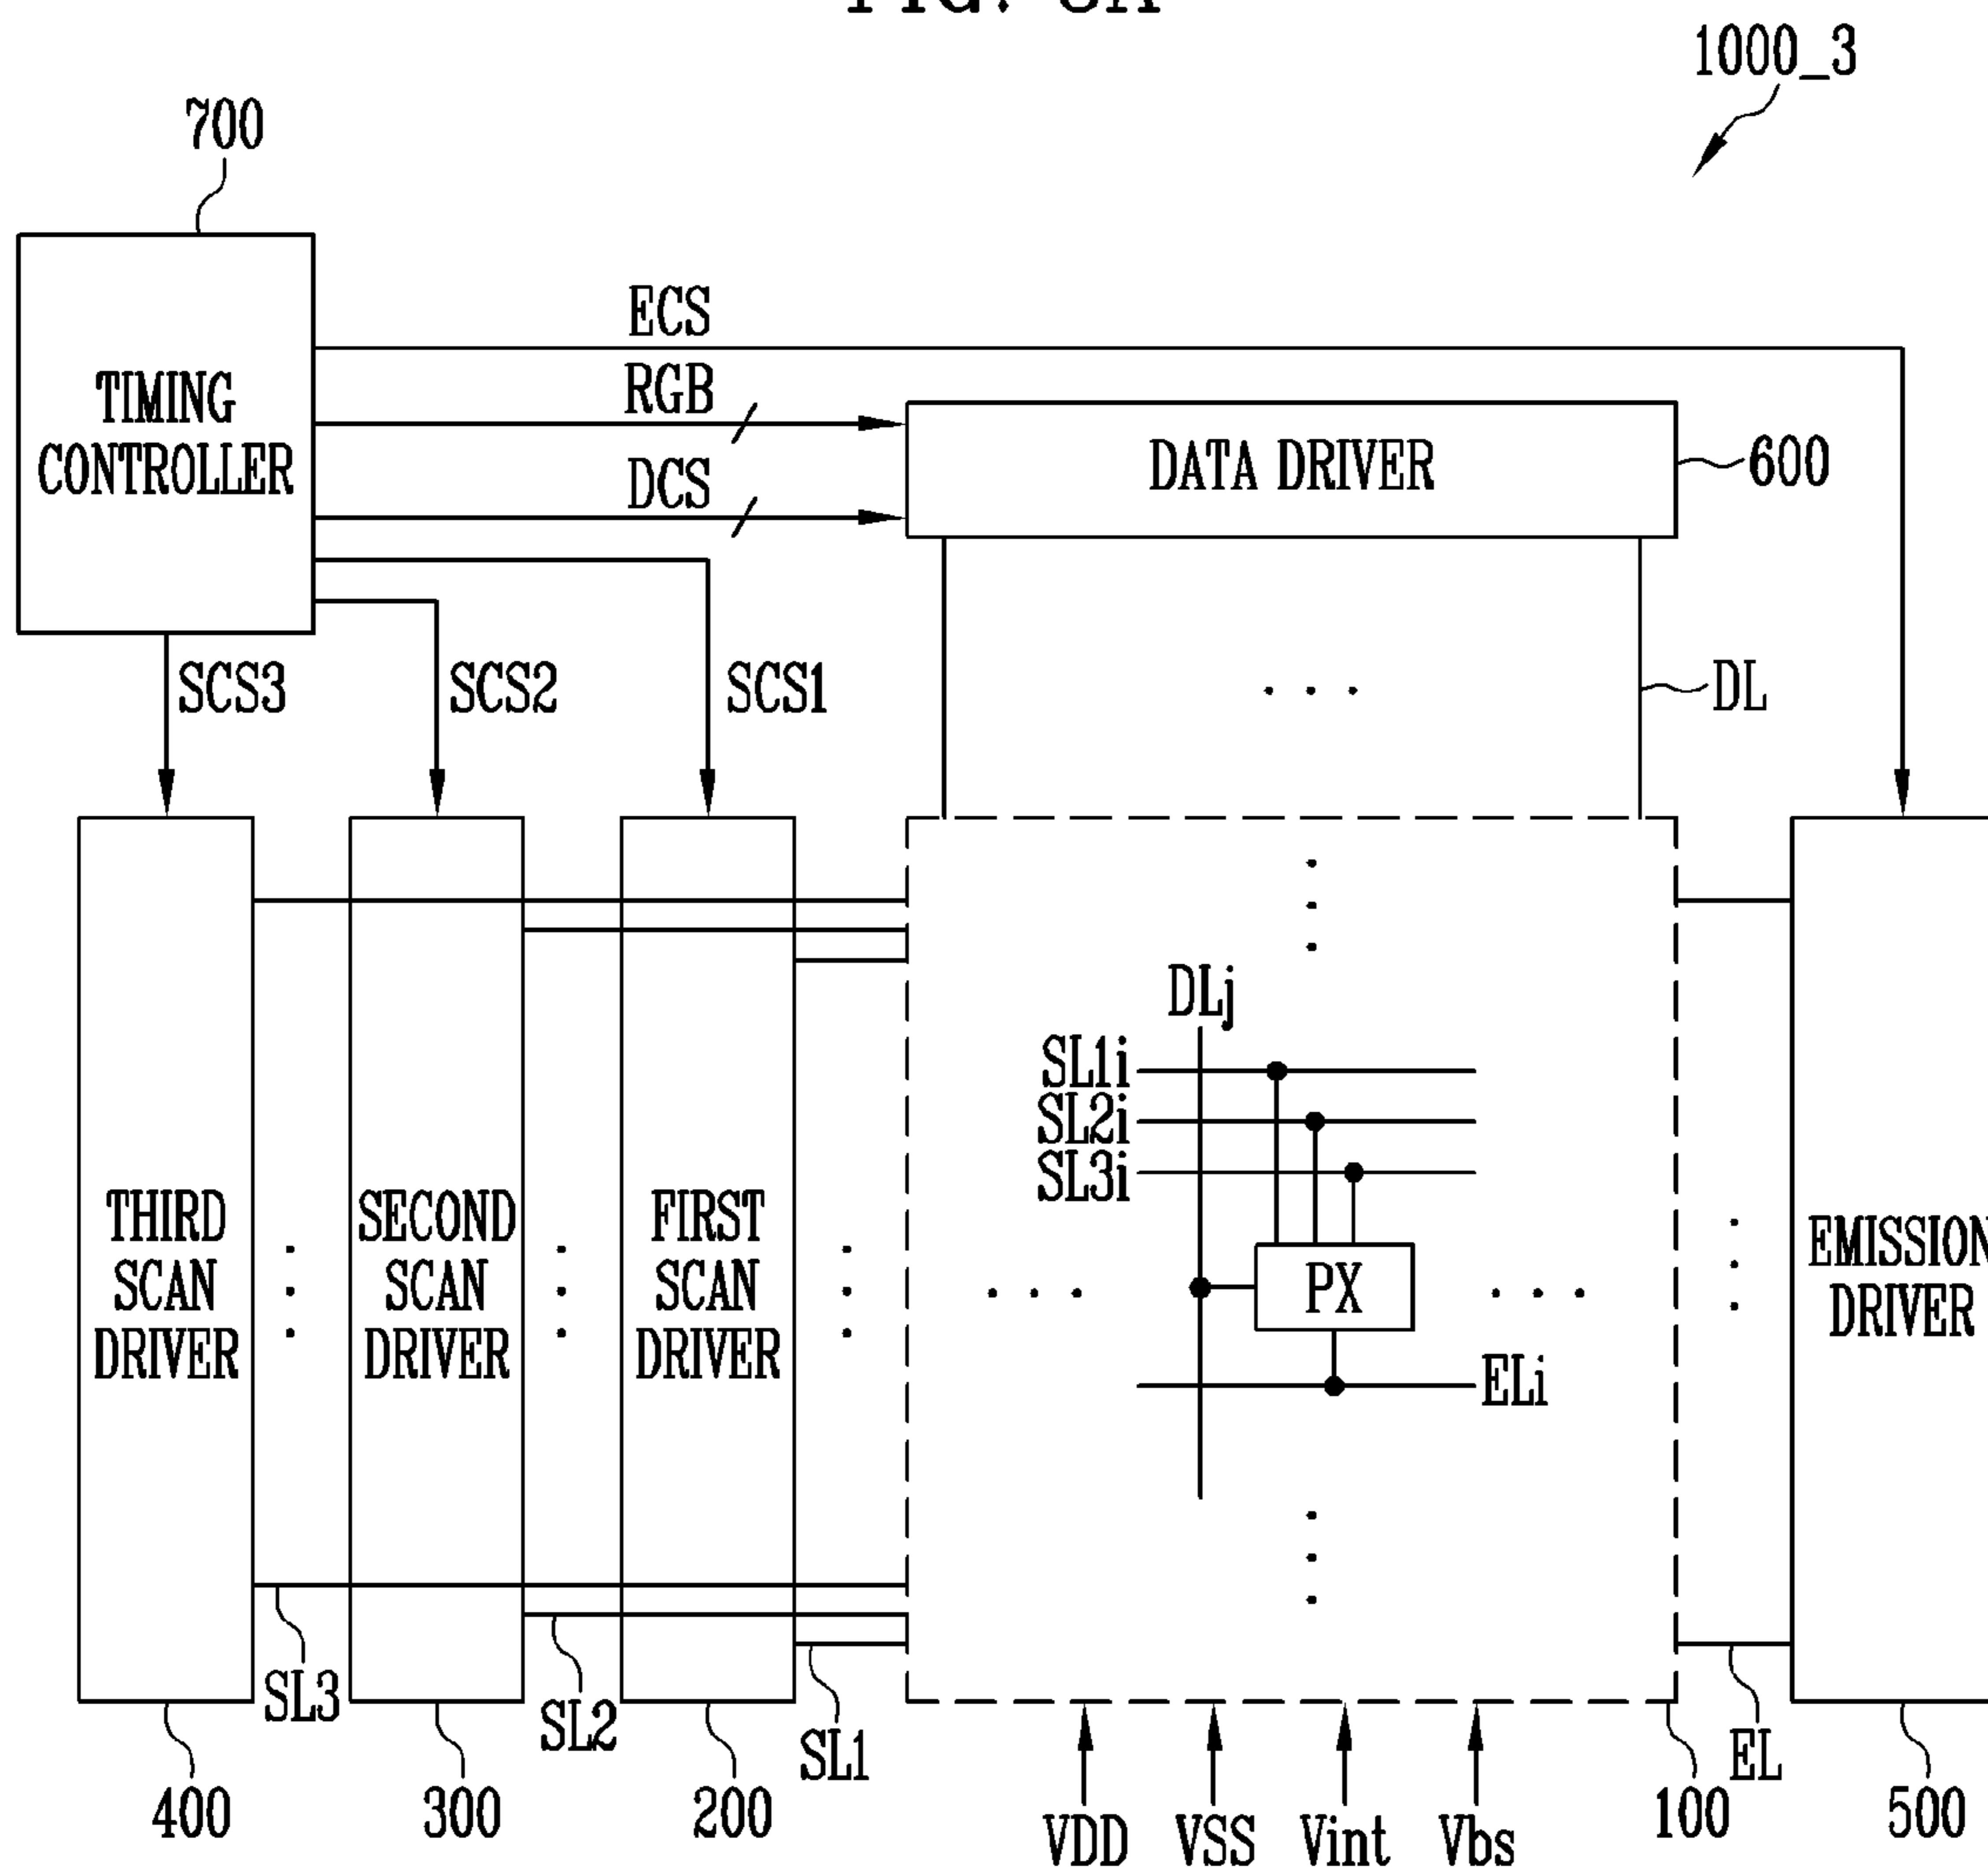 1000_3
700
ECS
RGB
DCS
TIMING
CONTROLLER
DATA DRIVER
600
SCS3
SCS2
SCS1
DL
DLj
SL1i
SL2i
SL3i
PX
ELi
THIRD
SCAN
DRIVER
SECOND
SCAN
DRIVER
FIRST
SCAN
DRIVER
EMISSION
DRIVER
SL3
SL2
SL1
EL
400
300
200
VDD
VSS
Vint
Vbs
100
500